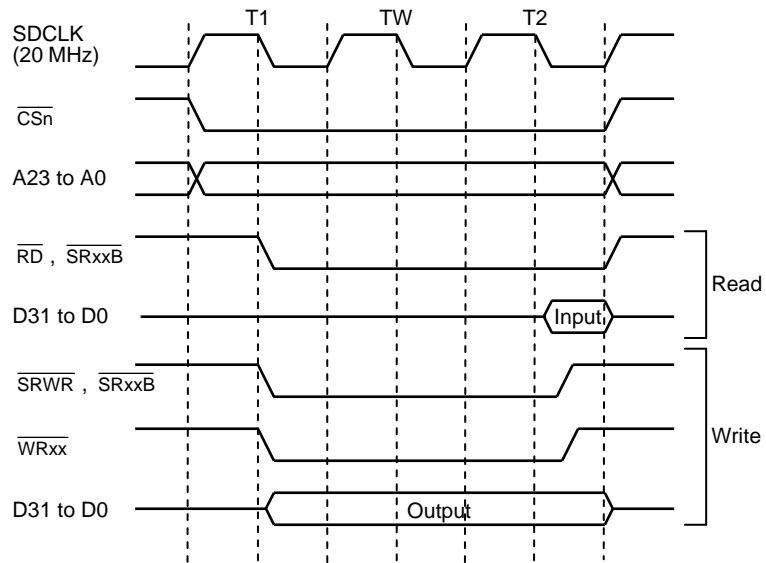 T1 TW T2
SDCLK
(20 MHz)
CSn
A23 to A0
RD , SRxxB
Read
D31 to D0
Input
SRWR , SRxxB
Write
WRxx
D31 to D0
Output